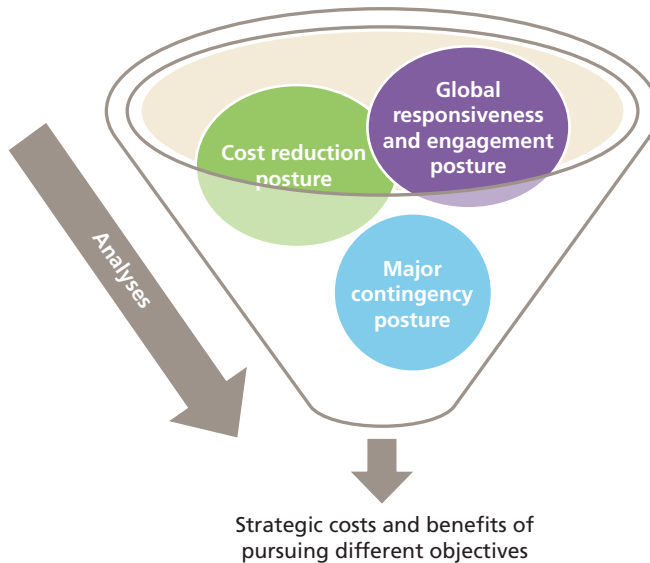 Global
responsiveness
and engagement
posture
Cost reduction
posture
Major
contingency
posture
Analyses
Strategic costs and benefits of
pursuing different objectives